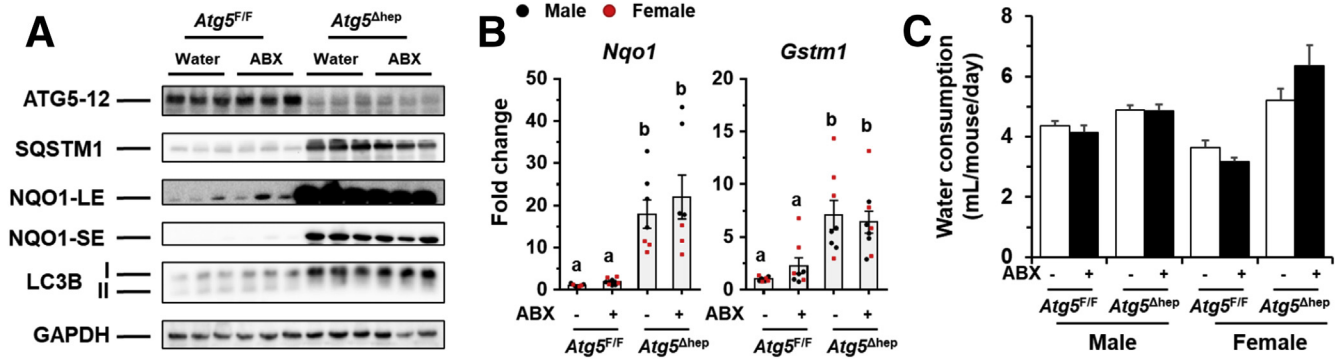 A
Atg5F/F
Atg5Δhep
Water
ABX
Water
ABX
ATG5-12
SQSTM1
NQO1-LE
NQO1-SE
LC3B
I
II
GAPDH
B
Male
Female
Nqo1
Gstm1
Fold change
50
40
30
20
10
0
a
a
b
b
ABX
-
+
-
+
Atg5F/F
Atg5Δhep
20
15
10
5
0
a
a
b
b
ABX
-
+
-
+
Atg5F/F
Atg5Δhep
C
Water consumption
(mL/mouse/day)
8
6
4
2
0
ABX
-
+
-
+
-
+
-
+
Atg5F/F
Atg5Δhep
Atg5F/F
Atg5Δhep
Male
Female